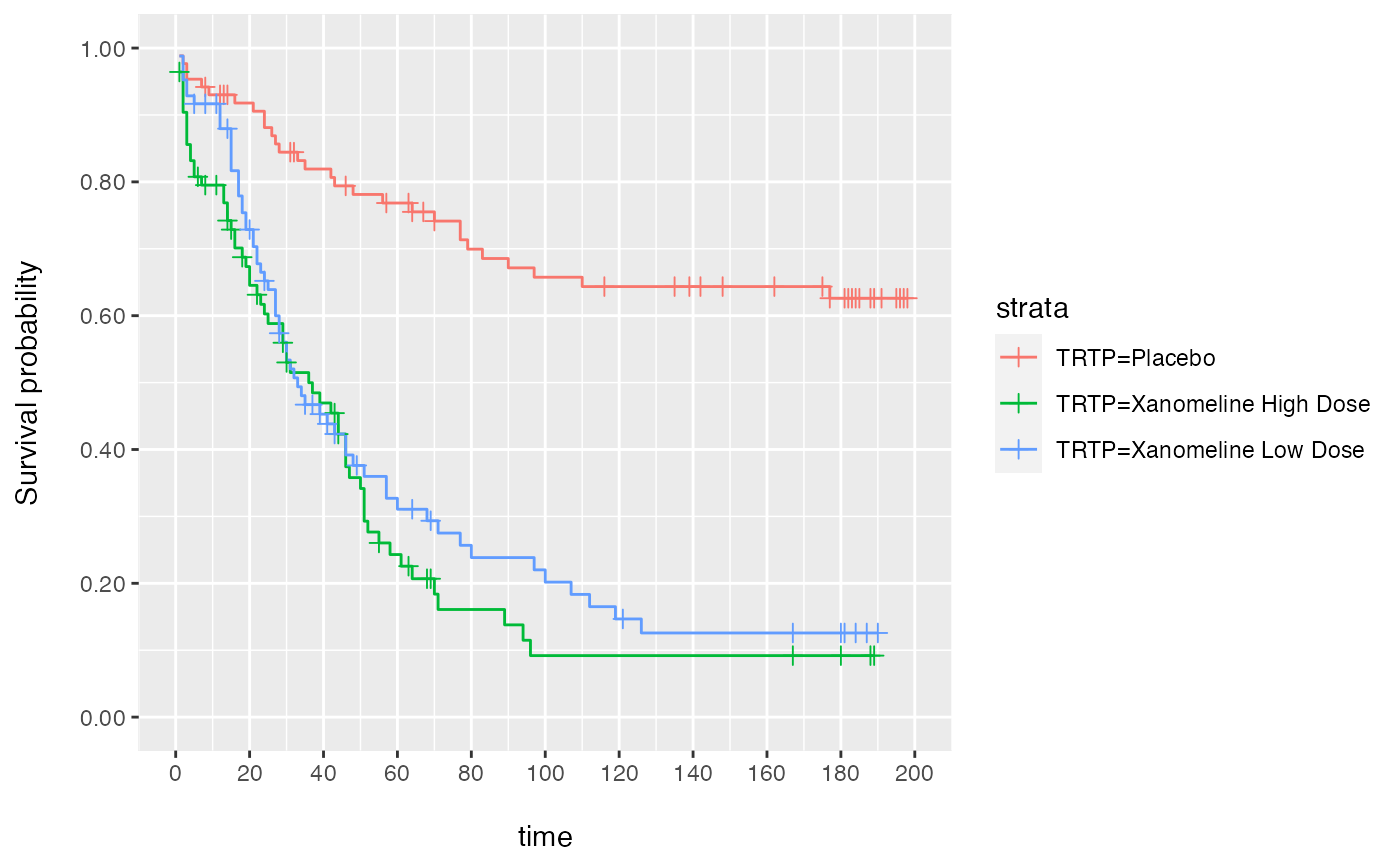 1.00
0.80
0.60
0.40
0.20
0.00
Survival probability
0 20 40 60 80 100 120 140 160 180 200
time
strata
TRTP=Placebo
TRTP=Xanomeline High Dose
TRTP=Xanomeline Low Dose